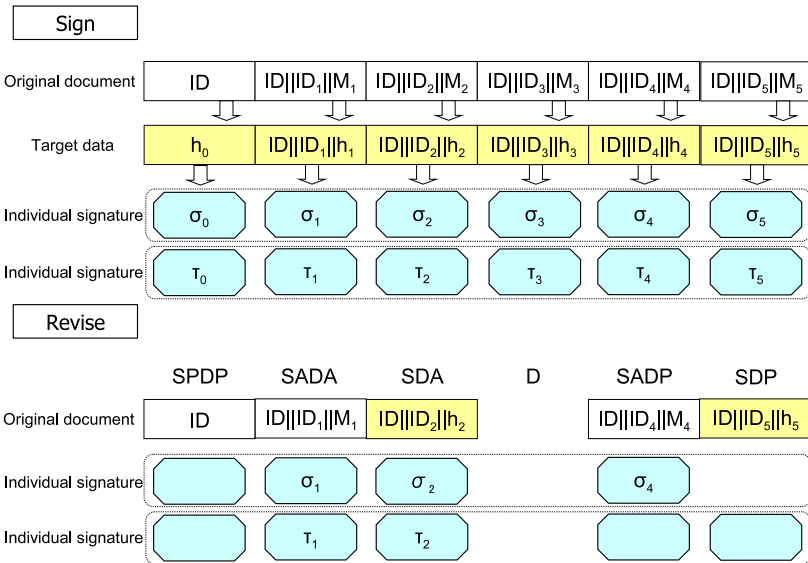 Sign
Original document ID ID||ID₁||M₁ ID||ID₂||M₂ ID||ID₃||M₃ ID||ID₄||M₄ ID||ID₅||M₅
Target data h₀ ID||ID₁||h₁ ID||ID₂||h₂ ID||ID₃||h₃ ID||ID₄||h₄ ID||ID₅||h₅
Individual signature σ₀ σ₁ σ₂ σ₃ σ₄ σ₅
Individual signature τ₀ τ₁ τ₂ τ₃ τ₄ τ₅
Revise
SPDP SADA SDA D SADP SDP
Original document ID ID||ID₁||M₁ ID||ID₂||h₂ ID||ID₄||M₄ ID||ID₅||h₅
Individual signature σ₁ σ₂ σ₄
Individual signature τ₁ τ₂